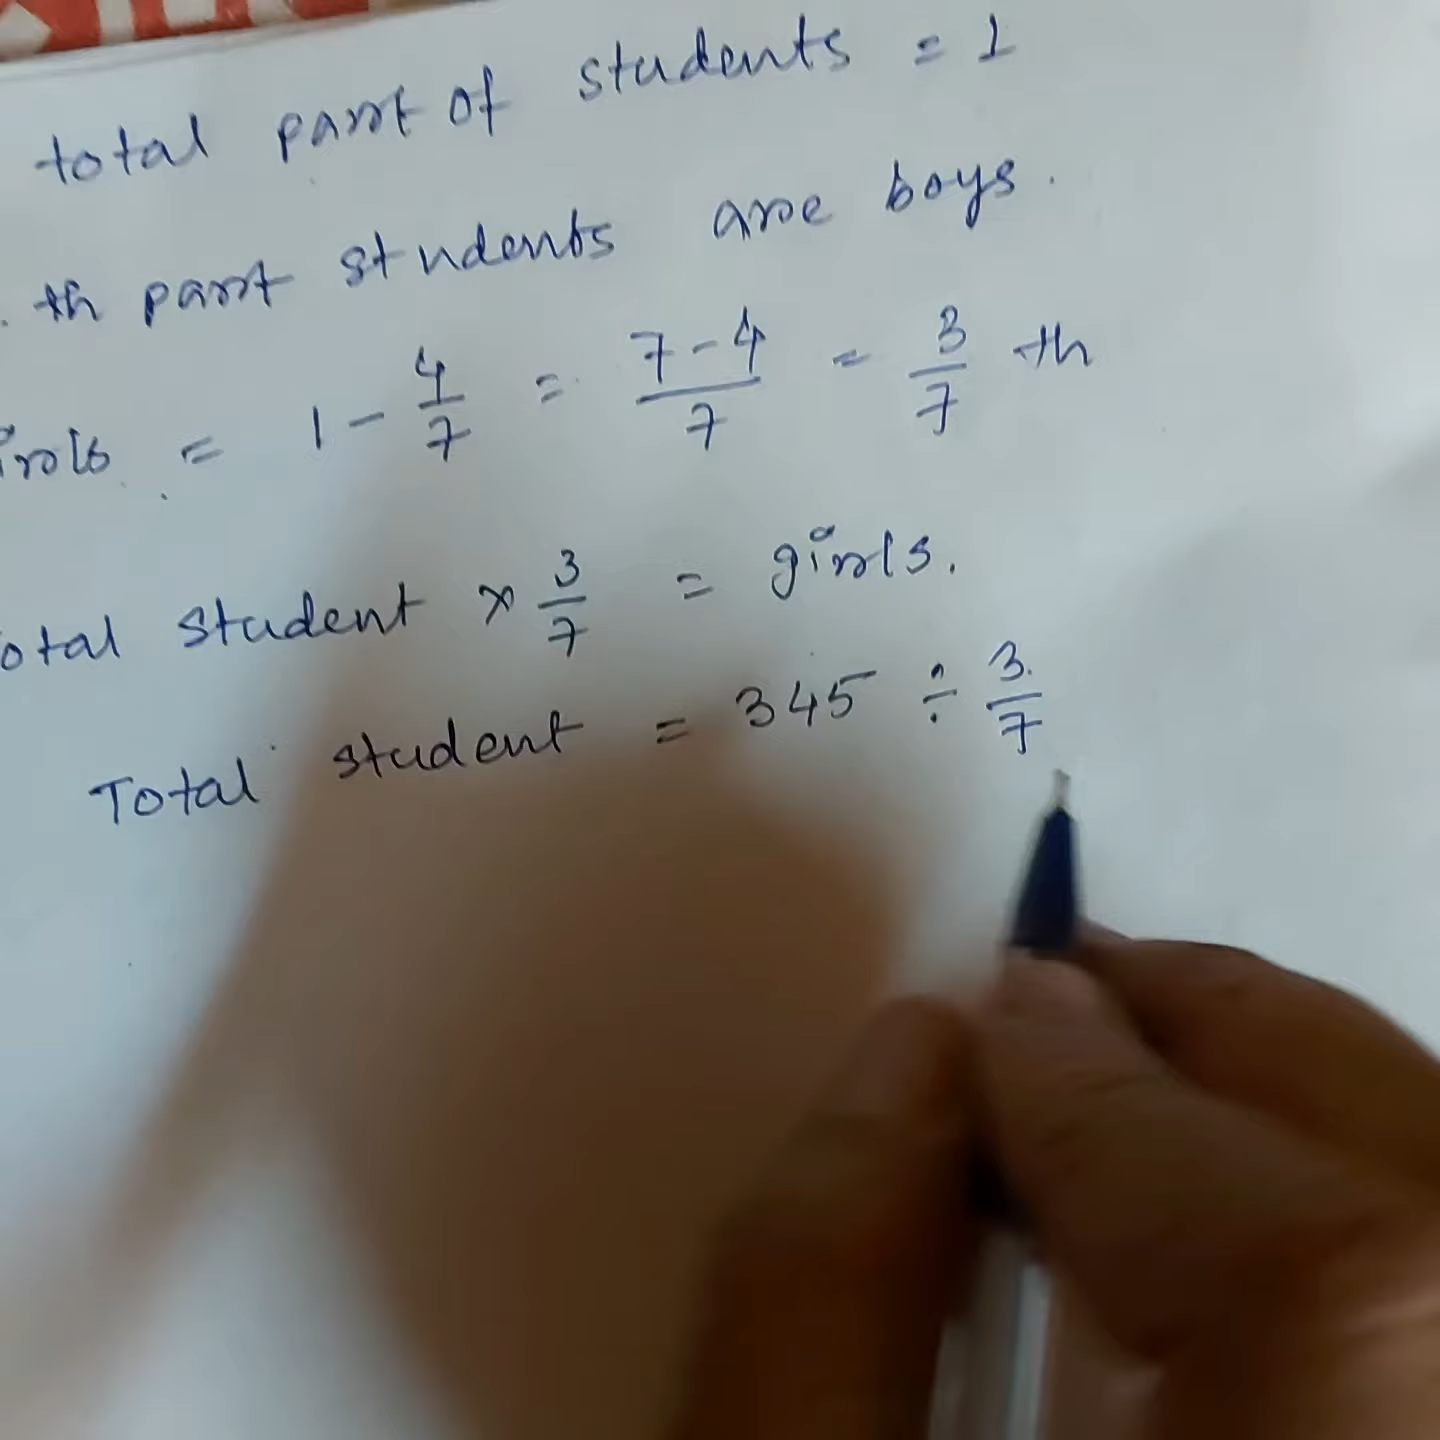 total part of students = 1
th part students are boys.
= 1 - 4/7 = 7-4/7 = 3/7 th
student × 3/7 = girls.
Total student = 345 ÷ 3/7